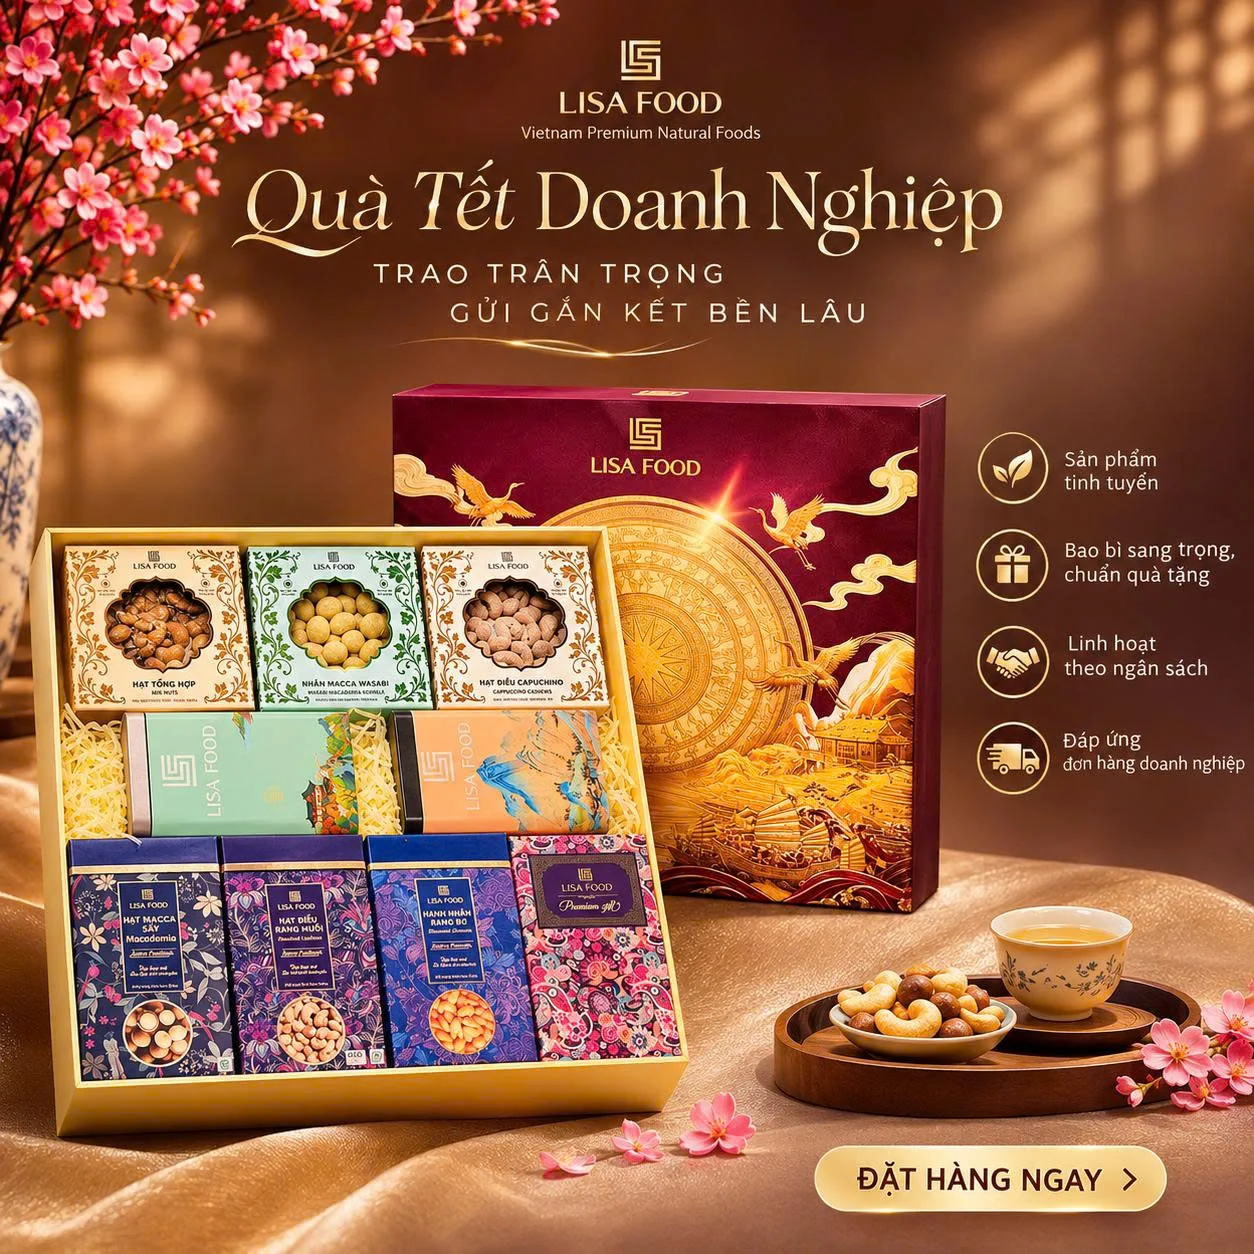 LISA FOOD
Vietnam Premium Natural Foods
Quà Tết Doanh Nghiệp
TRAO TRÂN TRỌNG
GỬI GẮN KẾT BỀN LÂU
LISA FOOD
Sản phẩm
tinh tuyển
Bao bì sang trọng,
chuẩn quà tặng
Linh hoạt
theo ngân sách
Đáp ứng
đơn hàng doanh nghiệp
LISA FOOD
HẠT TỔNG HỢP
MIX NUTS
LISA FOOD
NHÂN MACCA WASABI
LISA FOOD
HẠT DIỀU CAPUCHINO
CAPPUCCINO CASHEWS
LISA FOOD
LISA FOOD
LISA FOOD
HẠT MACCA
SẤY
Macadamia
LISA FOOD
HẠT ĐIỀU
RANG MUỐI
LISA FOOD
HẠNH NHÂN
RANG BƠ
LISA FOOD
Premium gift
ĐẶT HÀNG NGAY